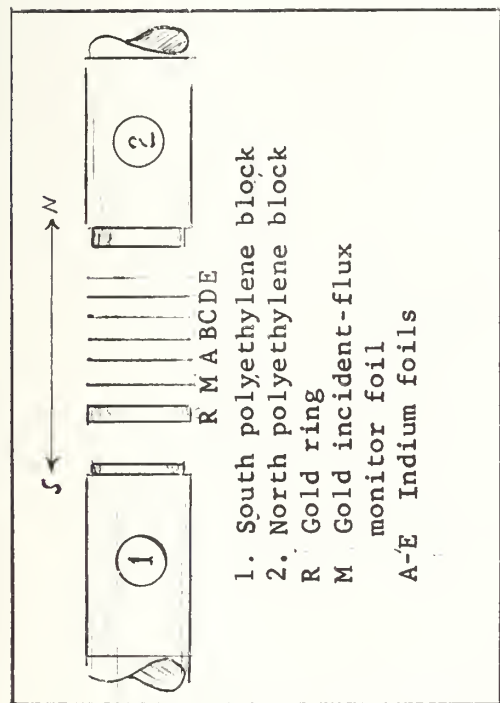 S N
1 2
R M A B C D E
1. South polyethylene block
2. North polyethylene block
R Gold ring
M Gold incident-flux
monitor foil
A-E Indium foils